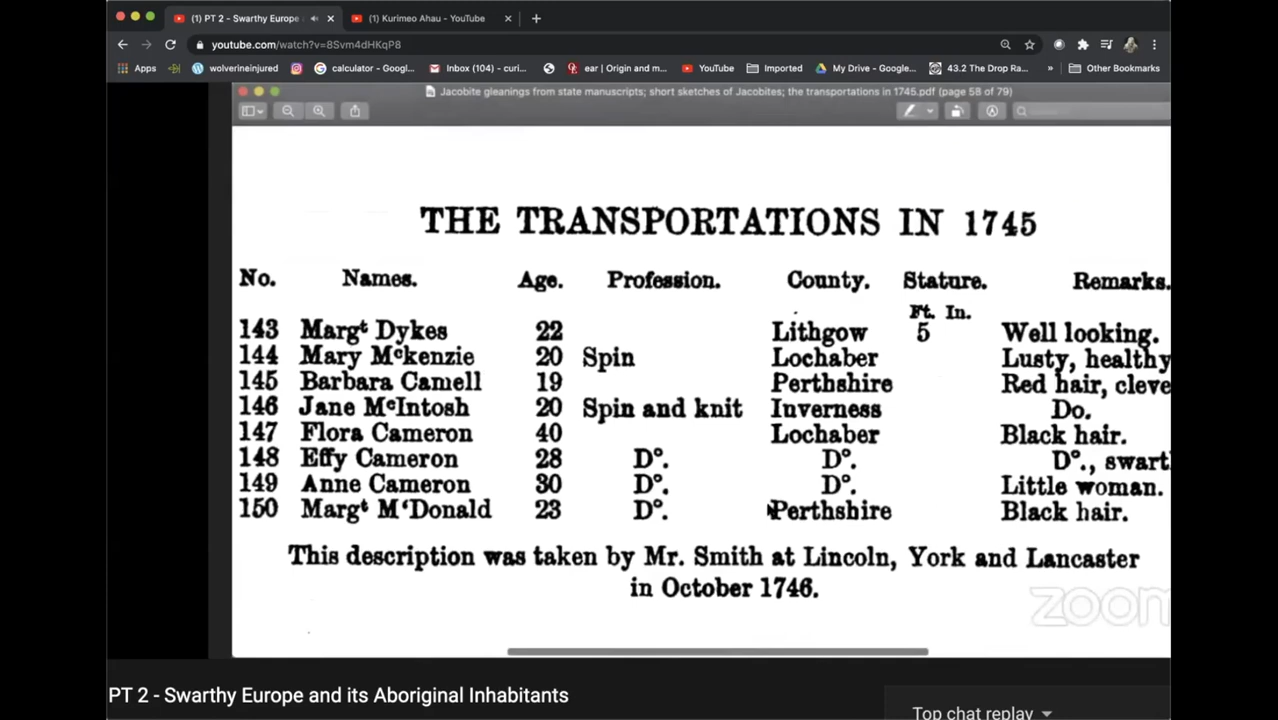 (1) PT 2 - Swarthy Europe
(1) Kurimeo Ahau - YouTube
youtube.com/watch?v=8Svm4dHKqP8
Apps wolverineinjured calculator - Googl... Inbox (104) - curi... ear | Origin and m... YouTube Imported My Drive - Google... 43.2 The Drop Ra... » Other Bookmarks
Jacobite gleanings from state manuscripts; short sketches of Jacobites; the transportations in 1745.pdf (page 58 of 79)
THE TRANSPORTATIONS IN 1745
No. Names. Age. Profession. County. Stature. Remarks.
Ft. In.
143 Margt Dykes 22 Lithgow 5 Well looking.
144 Mary Mckenzie 20 Spin Lochaber Lusty, healthy
145 Barbara Camell 19 Perthshire Red hair, cleve
146 Jane McIntosh 20 Spin and knit Inverness Do.
147 Flora Cameron 40 Lochaber Black hair.
148 Effy Cameron 28 Do. Do. Do., swart
149 Anne Cameron 30 Do. Do. Little woman.
150 Margt M'Donald 23 Do. Perthshire Black hair.
This description was taken by Mr. Smith at Lincoln, York and Lancaster
in October 1746.
zoom
PT 2 - Swarthy Europe and its Aboriginal Inhabitants
Top chat replay